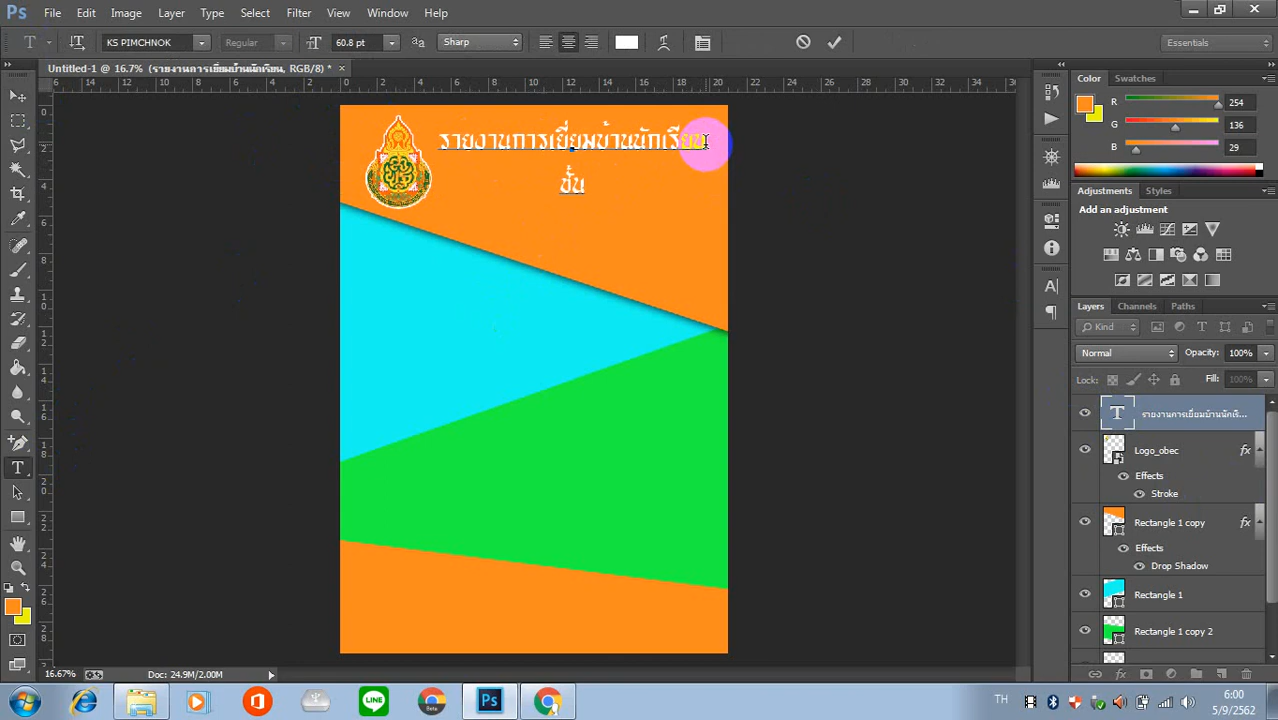 Ps File Edit Image Layer Type Select Filter View Window Help
T KS PIMCHNOK Regular 60.8 pt Sharp Essentials
Untitled-1 @ 16.7% (รายงานการเยี่ยมบ้านนักเรียน, RGB/8) *
รายงานการเยี่ยมบ้านนักเรียน
ชั้น
16.67% Doc: 24.9M/2.00M
Color Swatches
R 254
G 136
B 29
Adjustments Styles
Add an adjustment
Layers Channels Paths
Kind
Normal Opacity: 100%
Lock: Fill: 100%
T รายงานการเยี่ยมบ้านนักเรี...
Logo_obec fx
Effects
Stroke
Rectangle 1 copy fx
Effects
Drop Shadow
Rectangle 1
Rectangle 1 copy 2
LINE Beta Ps TH 6:00
5/9/2562